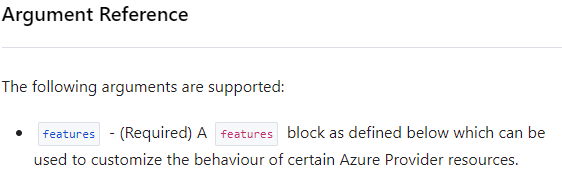 Argument Reference
The following arguments are supported:
• features - (Required) A features block as defined below which can be
used to customize the behaviour of certain Azure Provider resources.